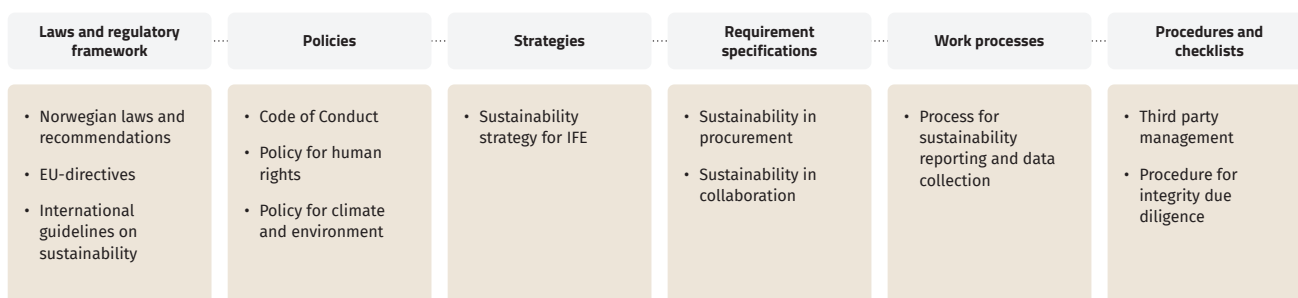 Laws and regulatory
framework
Policies
Strategies
Requirement
specifications
Work processes
Procedures and
checklists
• Norwegian laws and
recommendations
• EU-directives
• International
guidelines on
sustainability
• Code of Conduct
• Policy for human
rights
• Policy for climate
and environment
• Sustainability
strategy for IFE
• Sustainability in
procurement
• Sustainability in
collaboration
• Process for
sustainability
reporting and data
collection
• Third party
management
• Procedure for
integrity due
diligence